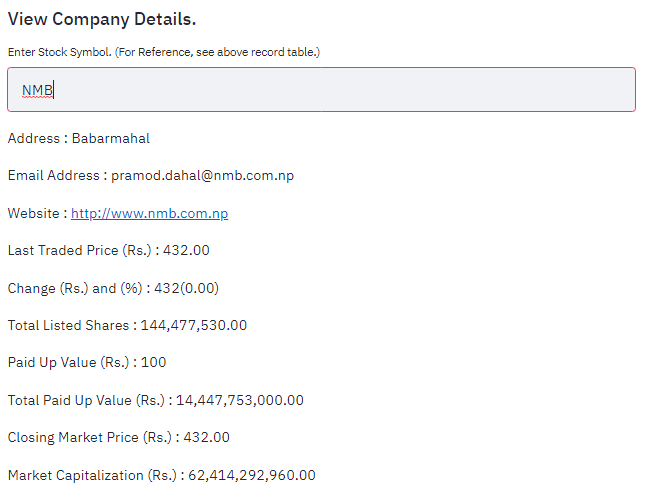 View Company Details.
Enter Stock Symbol. (For Reference, see above record table.)
NMB
Address : Babarmahal
Email Address : pramod.dahal@nmb.com.np
Website : http://www.nmb.com.np
Last Traded Price (Rs.) : 432.00
Change (Rs.) and (%) : 432(0.00)
Total Listed Shares : 144,477,530.00
Paid Up Value (Rs.) : 100
Total Paid Up Value (Rs.) : 14,447,753,000.00
Closing Market Price (Rs.) : 432.00
Market Capitalization (Rs.) : 62,414,292,960.00